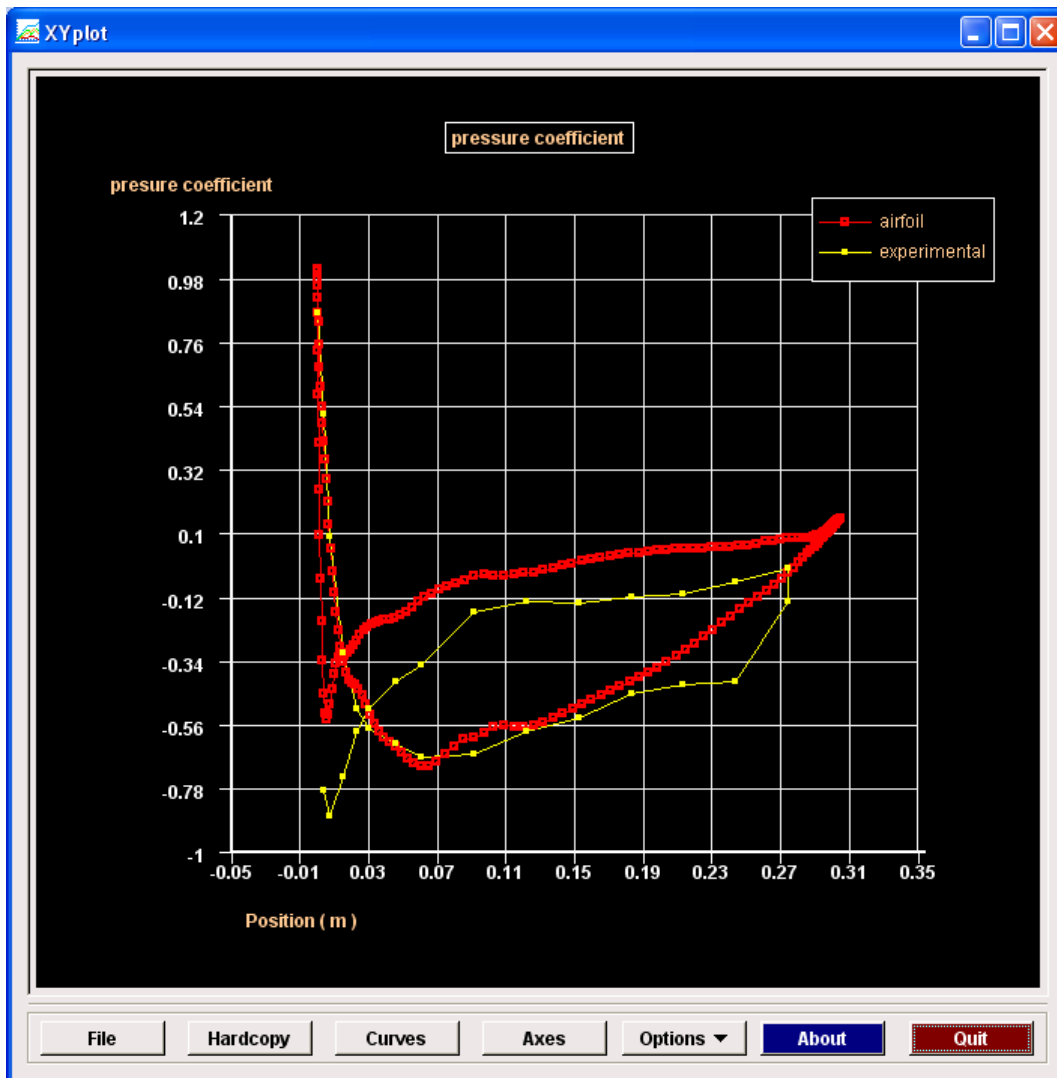 XYplot
pressure coefficient
presure coefficient
airfoil
experimental
1.2
0.98
0.76
0.54
0.32
0.1
-0.12
-0.34
-0.56
-0.78
-1
-0.05 -0.01 0.03 0.07 0.11 0.15 0.19 0.23 0.27 0.31 0.35
Position ( m )
File Hardcopy Curves Axes Options About Quit